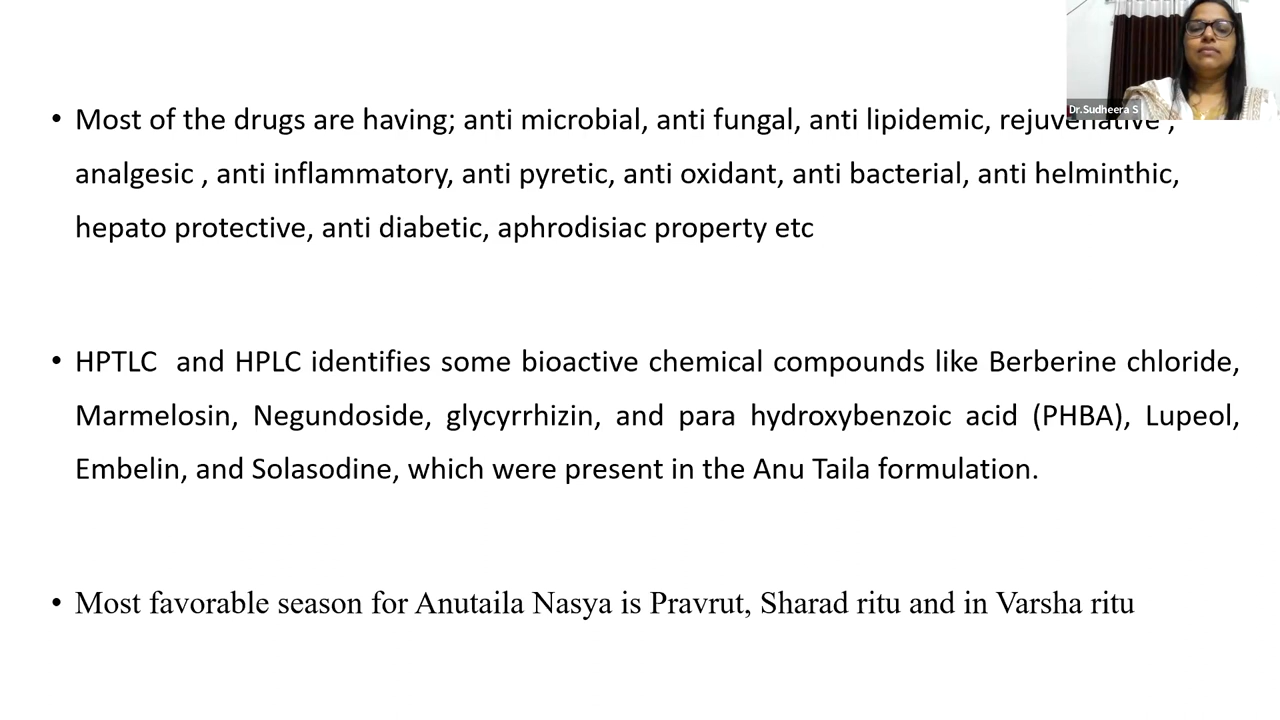 Dr.Sudheera S
• Most of the drugs are having; anti microbial, anti fungal, anti lipidemic, rejuvenative ,
analgesic , anti inflammatory, anti pyretic, anti oxidant, anti bacterial, anti helminthic,
hepato protective, anti diabetic, aphrodisiac property etc
• HPTLC and HPLC identifies some bioactive chemical compounds like Berberine chloride,
Marmelosin, Negundoside, glycyrrhizin, and para hydroxybenzoic acid (PHBA), Lupeol,
Embelin, and Solasodine, which were present in the Anu Taila formulation.
• Most favorable season for Anutaila Nasya is Pravrut, Sharad ritu and in Varsha ritu